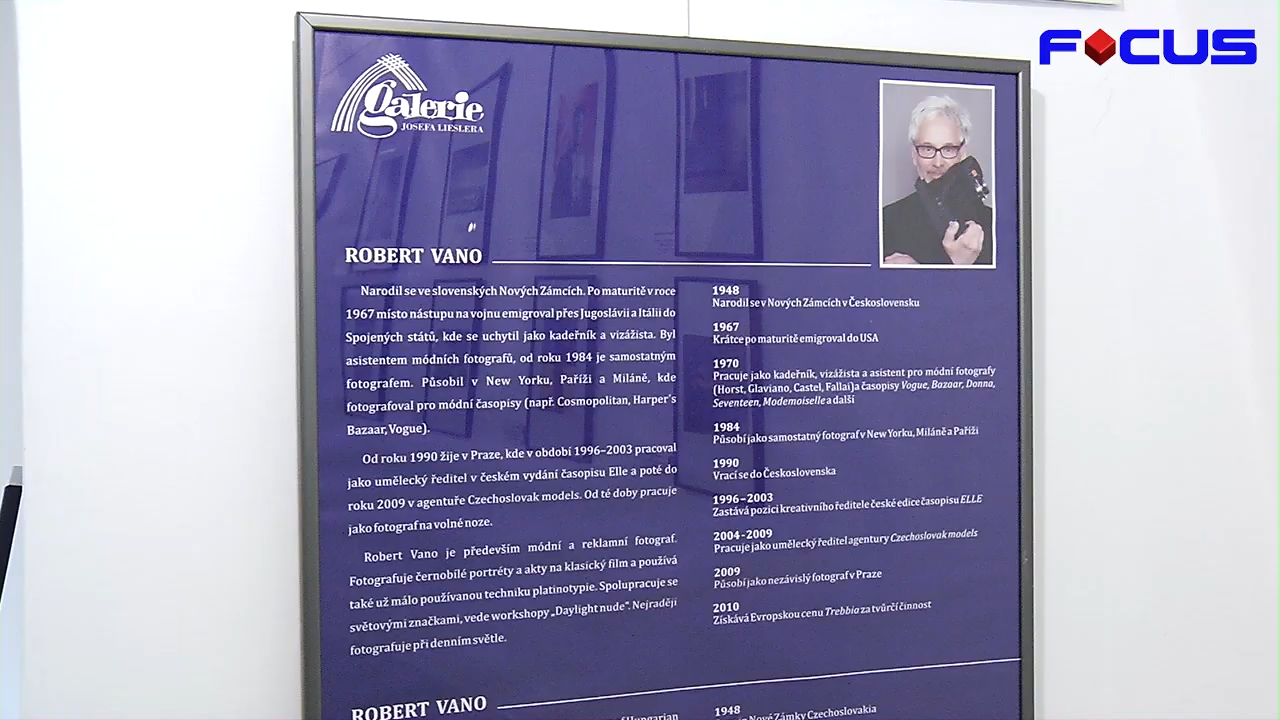 FOCUS
galerie
JOSEFA LIESLERA
ROBERT VANO
Narodil se ve slovenských Nových Zámcích. Po maturitě v roce
1967 místo nástupu na vojnu emigroval přes Jugoslávii a Itálii do
Spojených států, kde se uchytil jako kadeřník a vizážista. Byl
asistentem módních fotografů, od roku 1984 je samostatným
fotografem. Působil v New Yorku, Paříži a Miláně, kde
fotografoval pro módní časopisy (např. Cosmopolitan, Harper's
Bazaar, Vogue).
Od roku 1990 žije v Praze, kde v období 1996–2003 pracoval
jako umělecký ředitel v českém vydání časopisu Elle a poté do
roku 2009 v agentuře Czechoslovak models. Od té doby pracuje
jako fotograf na volné noze.
Robert Vano je především módní a reklamní fotograf.
Fotografuje černobílé portréty a akty na klasický film a používá
také už málo používanou techniku platinotypie. Spolupracuje se
světovými značkami, vede workshopy „Daylight nude“. Nejraději
fotografuje při denním světle.
1948
Narodil se v Nových Zámcích v Československu
1967
Krátce po maturitě emigroval do USA
1970
Pracuje jako kadeřník, vizážista a asistent pro módní fotografy
(Horst, Glaviano, Castel, Fallai)a časopisy Vogue, Bazaar, Donna,
Seventeen, Modemoiselle a další
1984
Působí jako samostatný fotograf v New Yorku, Miláně a Paříži
1990
Vrací se do Československa
1996–2003
Zastává pozici kreativního ředitele české edice časopisu ELLE
2004-2009
Pracuje jako umělecký ředitel agentury Czechoslovak models
2009
Působí jako nezávislý fotograf v Praze
2010
Získává Evropskou cenu Trebbia za tvůrčí činnost
ROBERT VANO
of Hungarian
1948
Nové Zámky Czechoslovakia